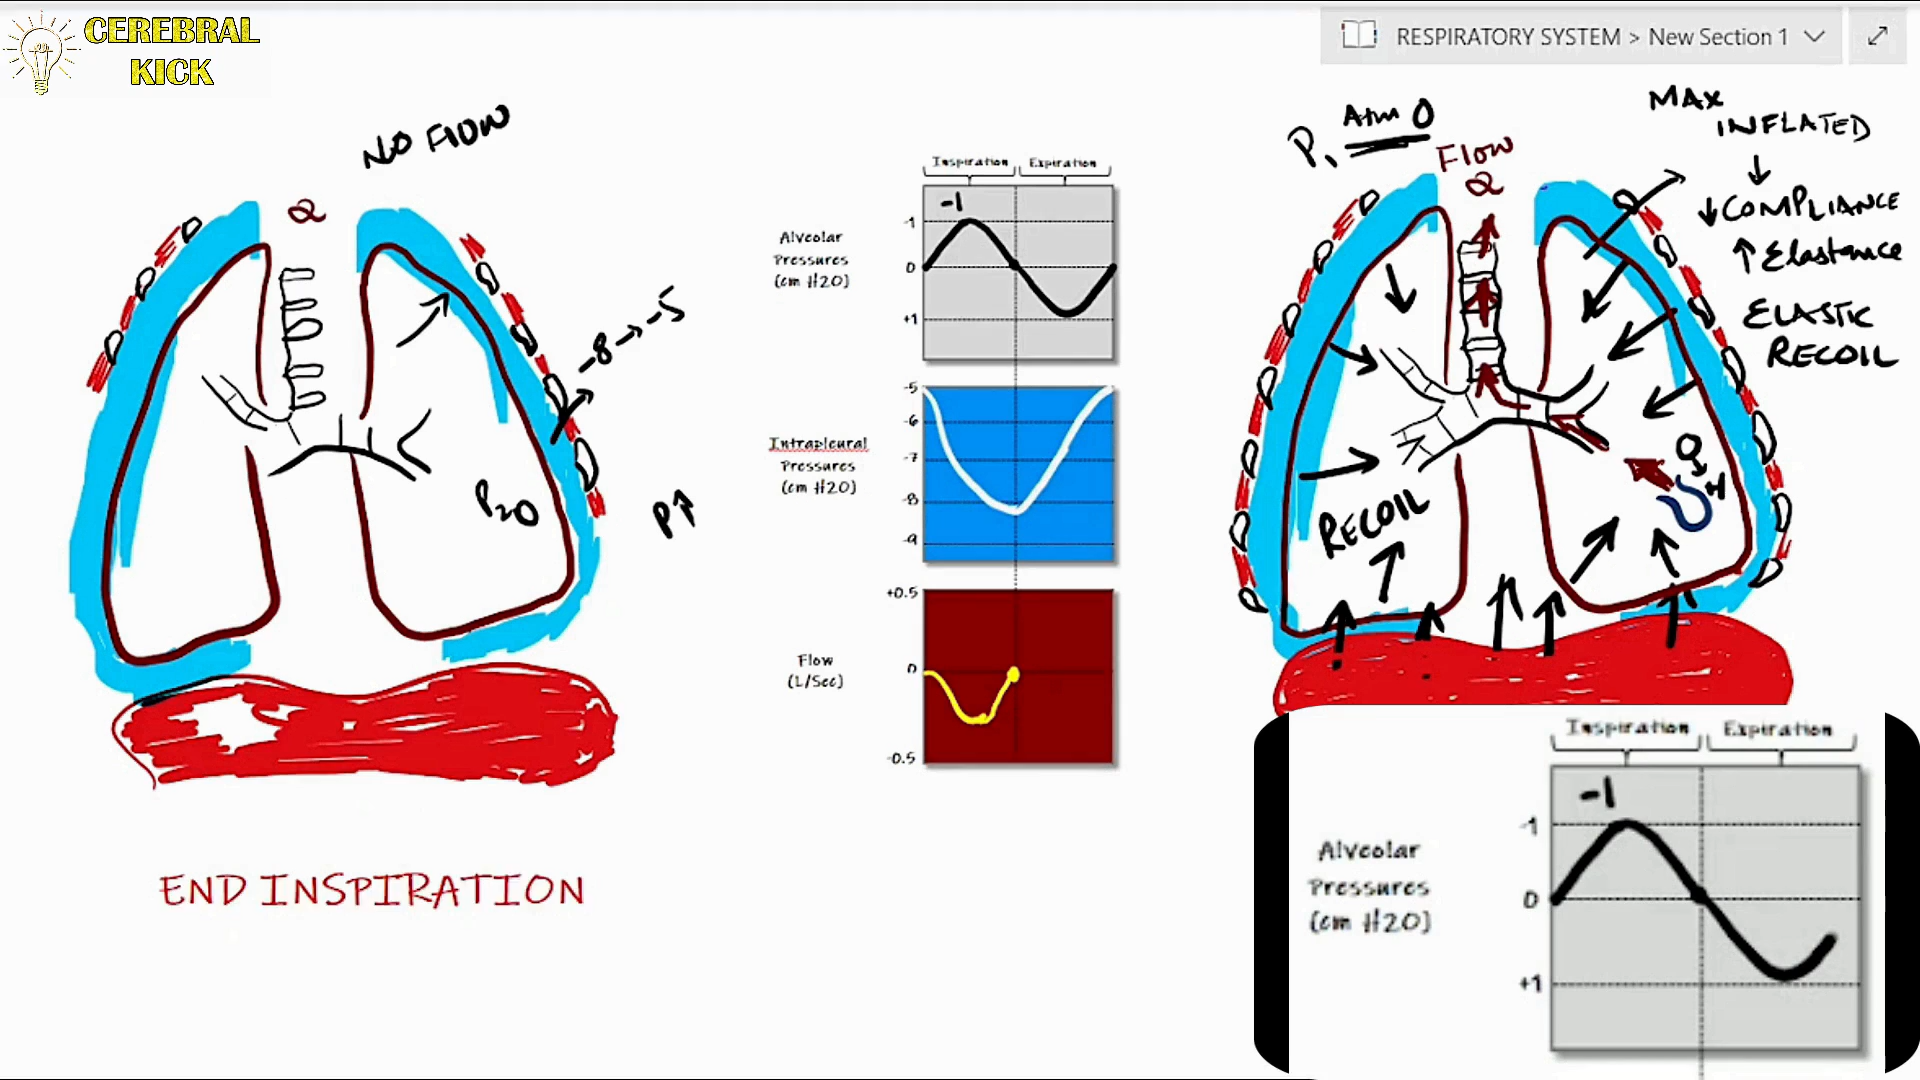 CEREBRAL
KICK
RESPIRATORY SYSTEM > New Section 1
NO FLOW
Q
-8→-5
P₂0
P↑
END INSPIRATION
Inspiration Expiration
-1
Alveolar
Pressures
(cm H2O)
-1
0
+1
Intrapleural
Pressures
(cm H2O)
-5
-6
-7
-8
-9
Flow
(L/Sec)
+0.5
0
-0.5
P₁ Atm 0
Flow
Q
MAX
INFLATED
↓
↓COMPLIANCE
↑Elastance
ELASTIC
RECOIL
RECOIL
Inspiration Expiration
-1
Alveolar
Pressures
(cm H2O)
-1
0
+1